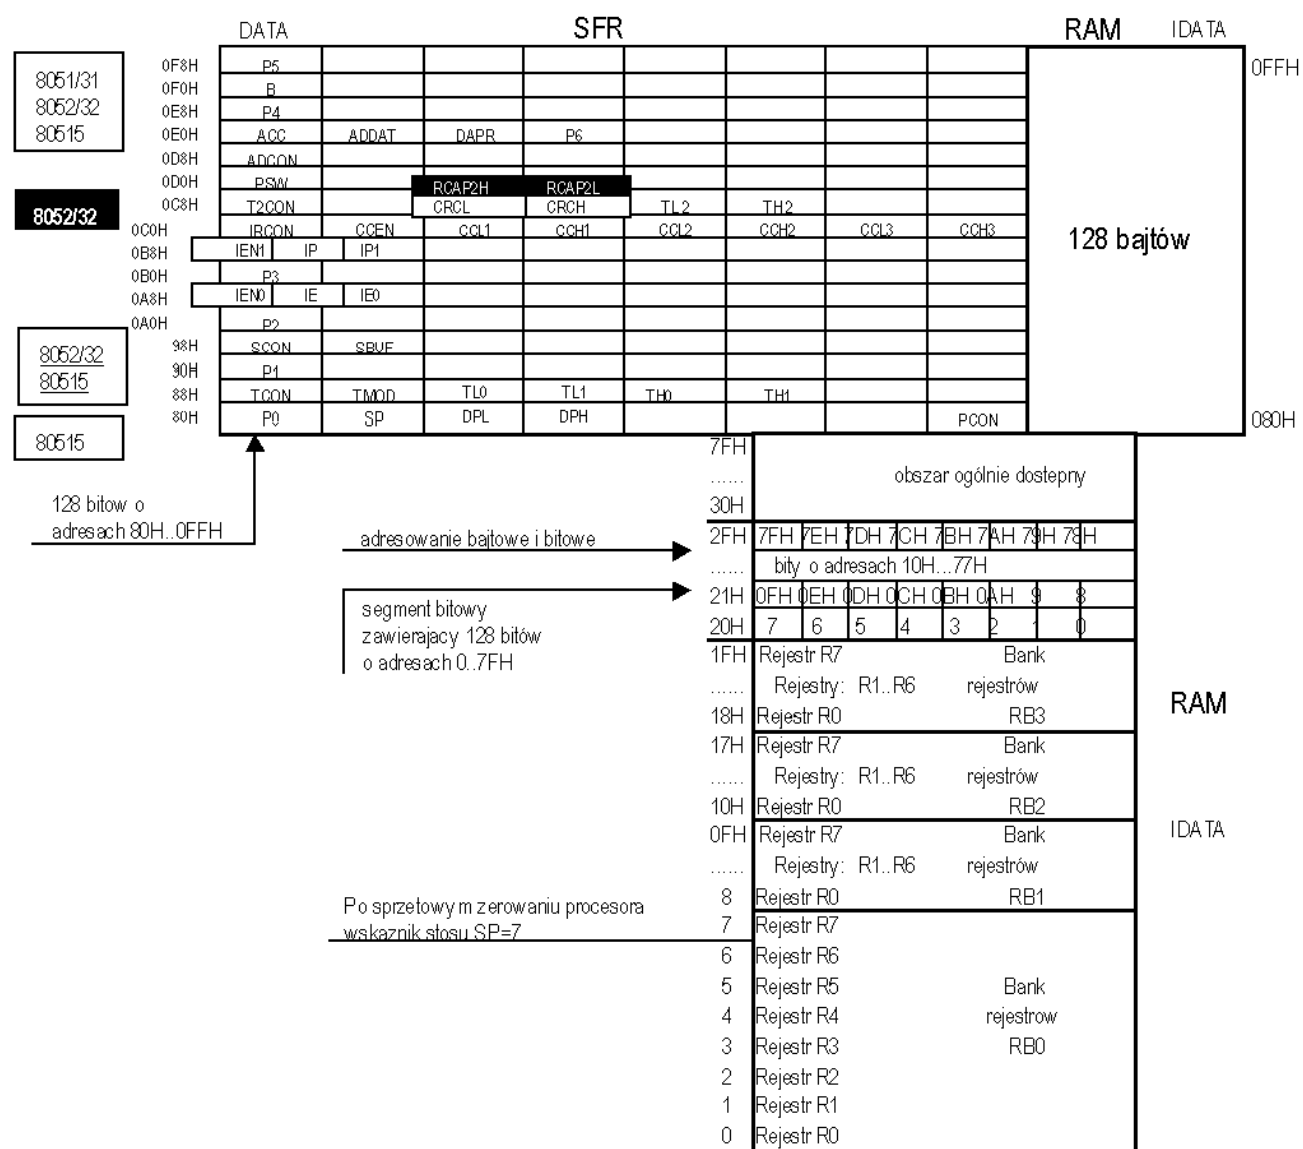 DATA SFR RAM IDATA
8051/31
8052/32
80515
8052/32
8052/32
80515
80515
0F8H P5 0FFH
0F0H B
0E8H P4
0E0H ACC ADDAT DAPR P6
0D8H ADCON
0D0H PSW RCAP2H RCAP2L
0C8H T2CON CRCL CRCH TL2 TH2
0C0H IRCON CCEN CCL1 CCH1 CCL2 CCH2 CCL3 CCH3
128 bajtów
0B8H IEN1 IP IP1
0B0H P3
0A8H IEN0 IE IE0
0A0H P2
98H SCON SBUF
90H P1
88H TCON TMOD TL0 TL1 TH0 TH1
80H P0 SP DPL DPH PCON 080H
128 bitow o
adresach 80H..0FFH
7FH
...... obszar ogólnie dostepny
30H
adresowanie bajtowe i bitowe
2FH 7FH 7EH 7DH 7CH 7BH 7AH 79H 78H
...... bity o adresach 10H...77H
21H 0FH 0EH 0DH 0CH 0BH 0AH 9 8
20H 7 6 5 4 3 2 1 0
segment bitowy
zawierajacy 128 bitów
o adresach 0..7FH
1FH Rejestr R7 Bank
...... Rejestry: R1..R6 rejestrów
18H Rejestr R0 RB3
RAM
17H Rejestr R7 Bank
...... Rejestry: R1..R6 rejestrów
10H Rejestr R0 RB2
0FH Rejestr R7 Bank
IDATA
...... Rejestry: R1..R6 rejestrów
8 Rejestr R0 RB1
Po sprzetowym zerowaniu procesora
wskaznik stosu SP=7
7 Rejestr R7
6 Rejestr R6
5 Rejestr R5 Bank
4 Rejestr R4 rejestrow
3 Rejestr R3 RB0
2 Rejestr R2
1 Rejestr R1
0 Rejestr R0